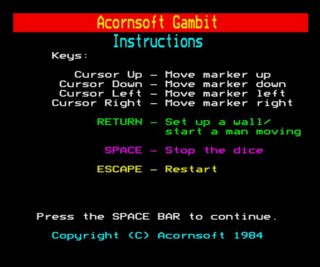 Acornsoft Gambit
Instructions
Keys:
Cursor Up – Move marker up
Cursor Down – Move marker down
Cursor Left – Move marker left
Cursor Right – Move marker right
RETURN – Set up a wall/
start a man moving
SPACE – Stop the dice
ESCAPE – Restart
Press the SPACE BAR to continue.
Copyright (C) Acornsoft 1984